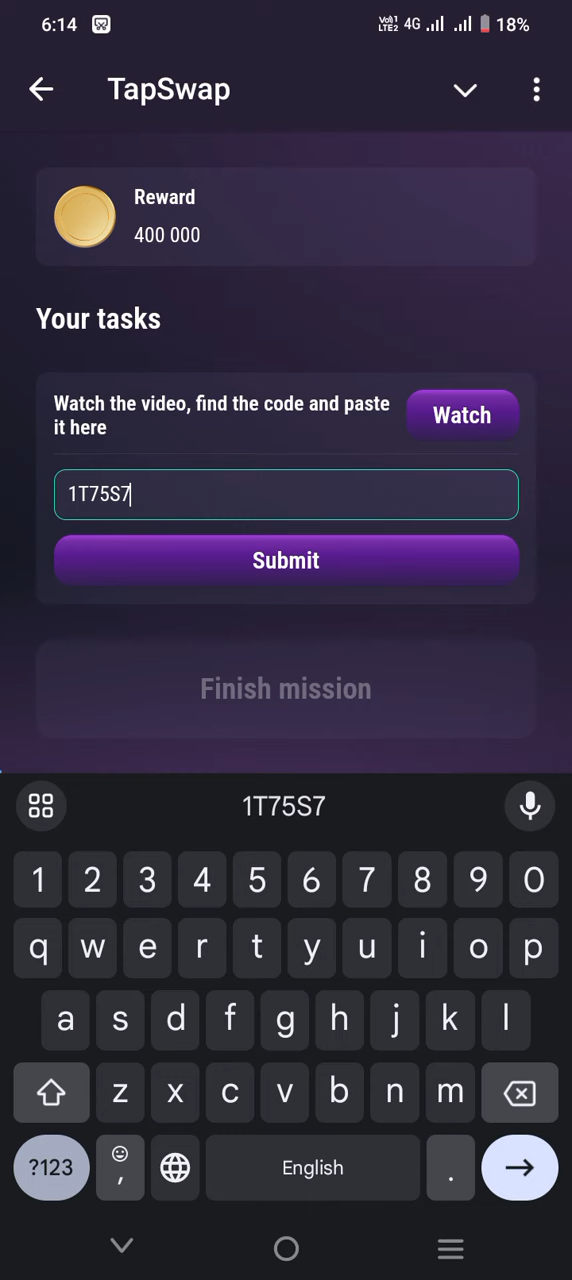 6:14 Vo)) 1 LTE2 4G 18%
TapSwap
Reward
400 000
Your tasks
Watch the video, find the code and paste
it here
Watch
1T75S7
Submit
Finish mission
1T75S7
1 2 3 4 5 6 7 8 9 0
q w e r t y u i o p
a s d f g h j k l
z x c v b n m
?123 , English .